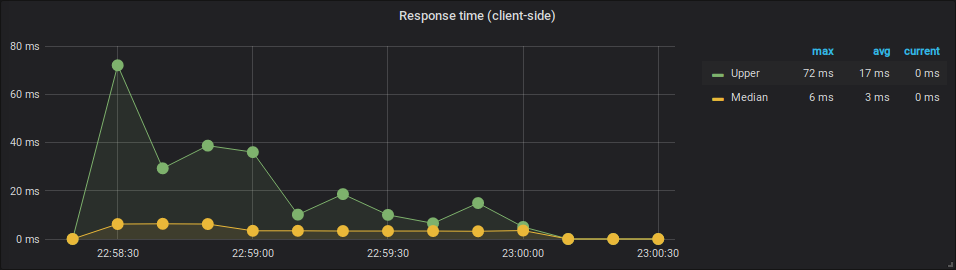 Response time (client-side)
80 ms
60 ms
40 ms
20 ms
0 ms
22:58:30 22:59:00 22:59:30 23:00:00 23:00:30
max avg current
Upper 72 ms 17 ms 0 ms
Median 6 ms 3 ms 0 ms